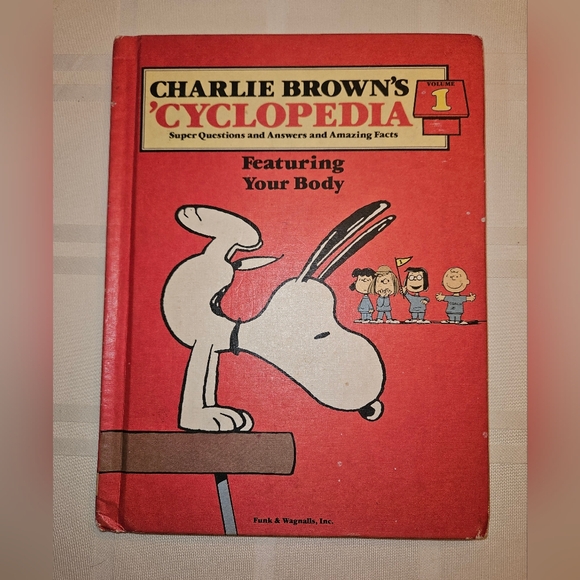 CHARLIE BROWN'S
'CYCLOPEDIA
Super Questions and Answers and Amazing Facts
VOLUME
1
Featuring
Your Body
Funk & Wagnalls, Inc.